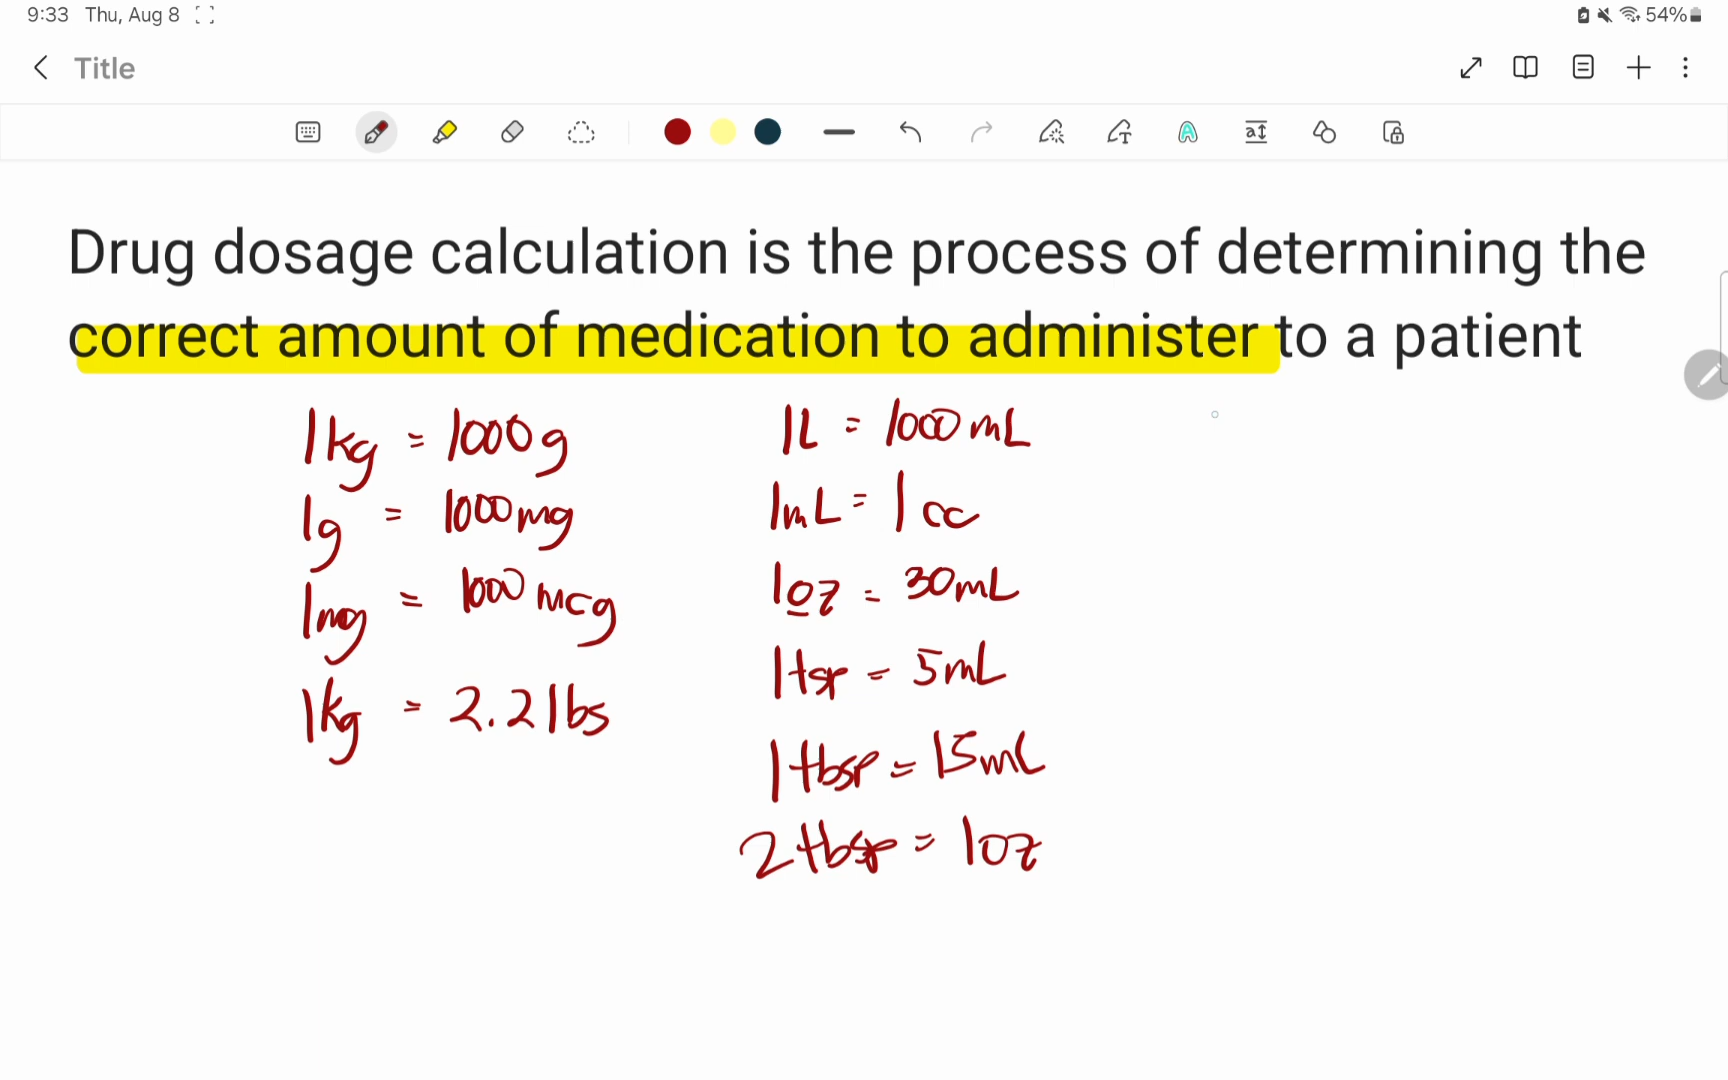 9:33 Thu, Aug 8 54%
Title
Drug dosage calculation is the process of determining the
correct amount of medication to administer to a patient
1kg = 1000g
1g = 1000mg
1mg = 1000mcg
1kg = 2.2lbs
1L = 1000mL
1mL = 1cc
1oz = 30mL
1tsp = 5mL
1tbsp = 15mL
2tbsp = 1oz